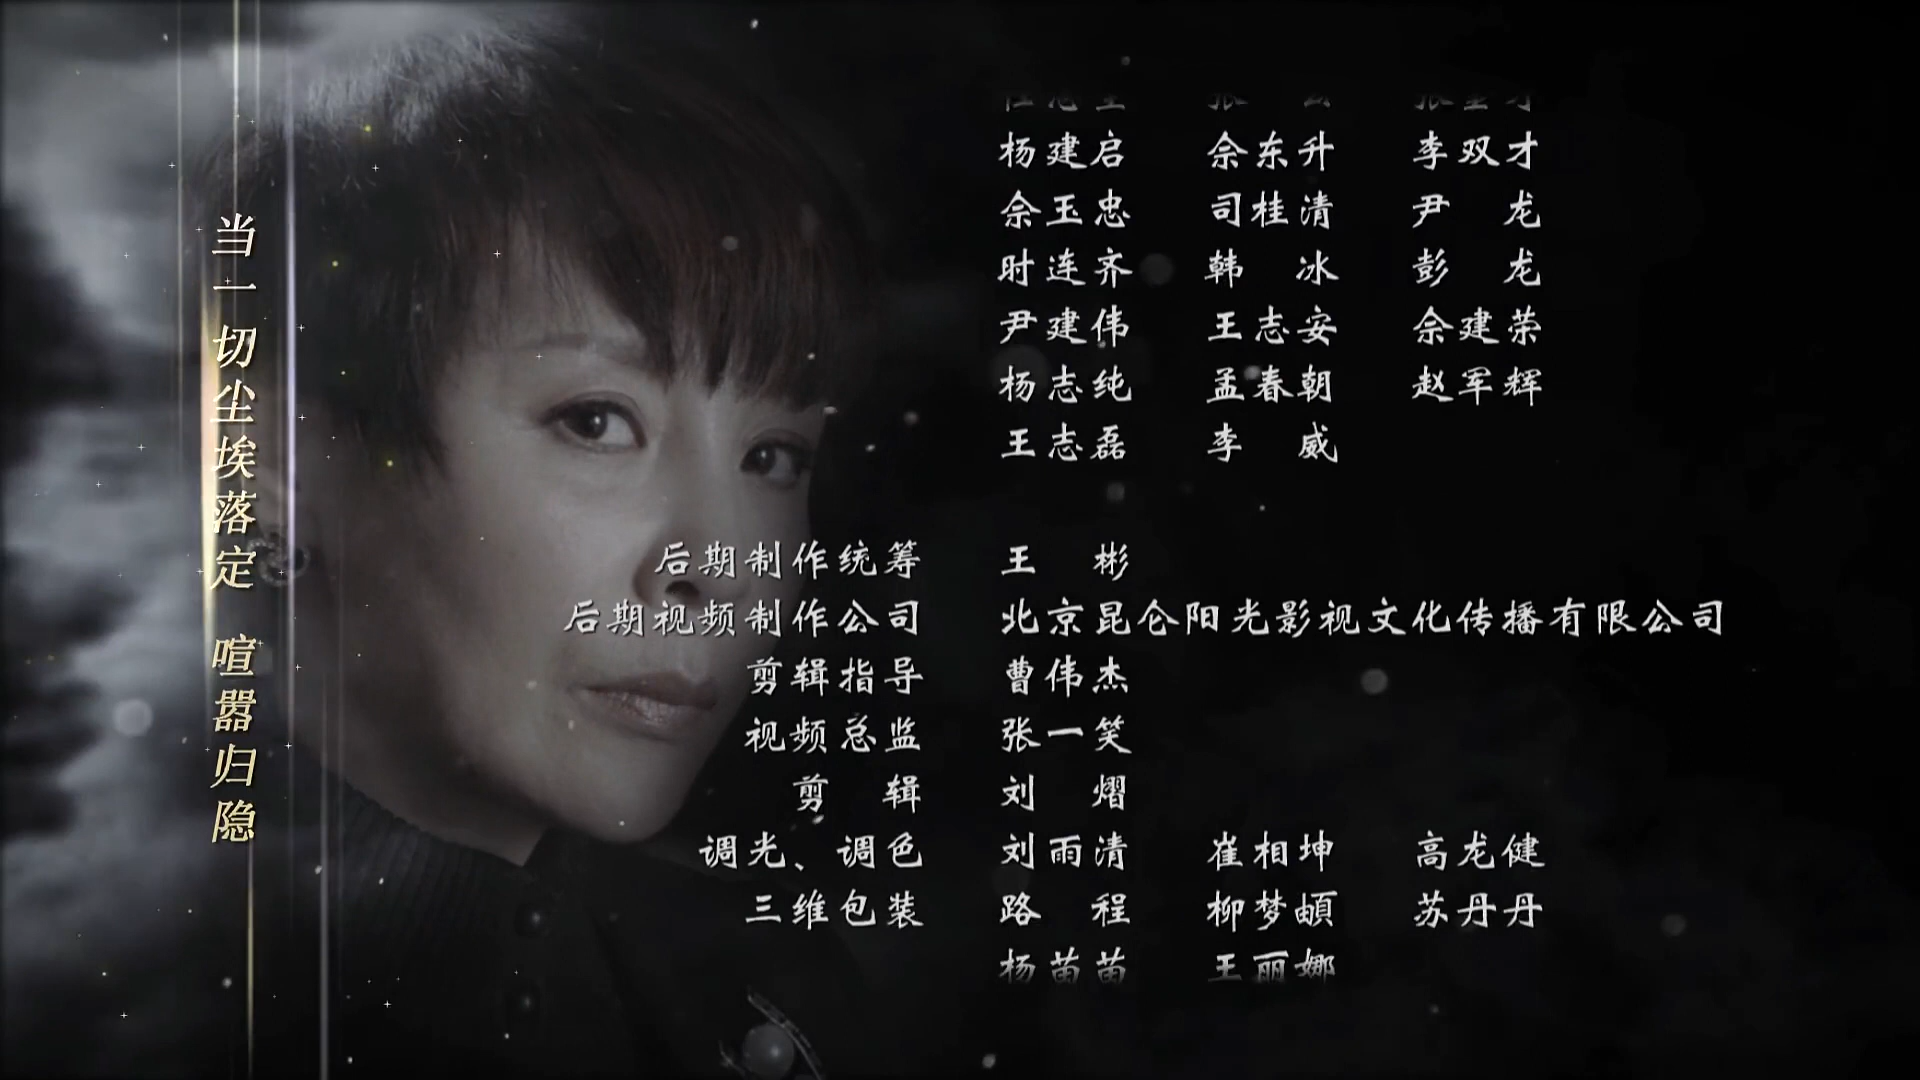 当一切尘埃落定 喧嚣归隐
杨建启 佘东升 李双才
佘玉忠 司桂清 尹龙
时连齐 韩冰 彭龙
尹建伟 王志安 佘建荣
杨志纯 孟春朝 赵军辉
王志磊 李威
后期制作统筹 王彬
后期视频制作公司 北京昆仑阳光影视文化传播有限公司
剪辑指导 曹伟杰
视频总监 张一笑
剪辑 刘熠
调光、调色 刘雨清 崔相坤 高龙健
三维包装 路程 柳梦頔 苏丹丹
杨苗苗 王丽娜